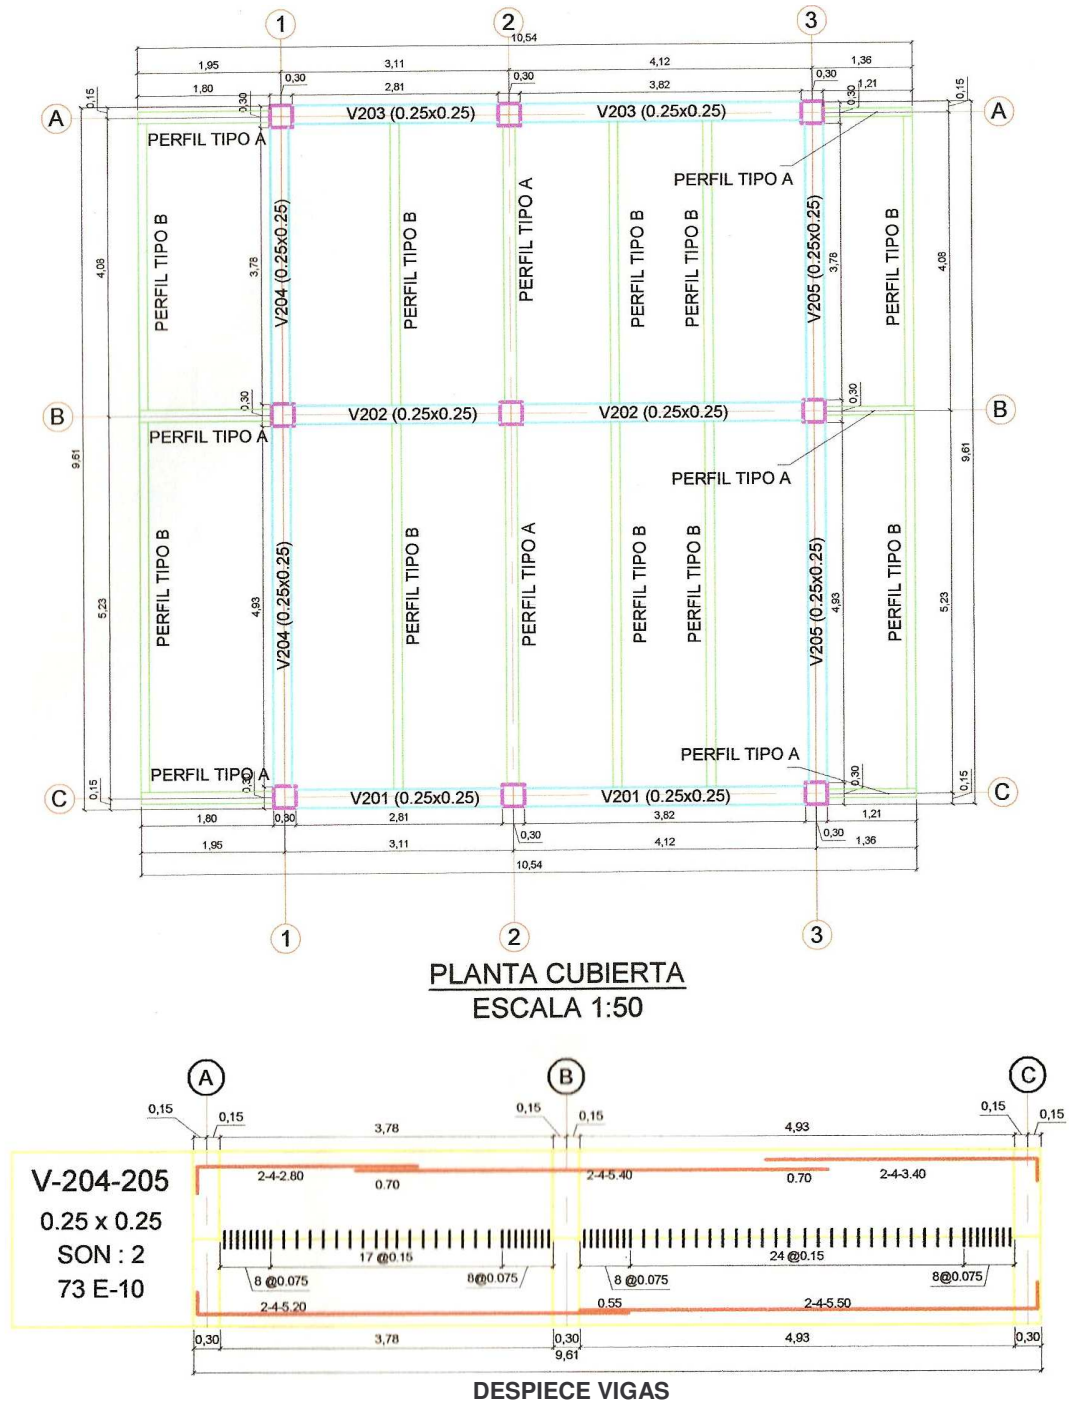 1 2 3
10,54
1,95 3,11 4,12 1,36
0,30 0,30 0,30
1,80 2,81 3,82 1,21
0,15 0,30 0,30 0,15
A V203 (0.25x0.25) V203 (0.25x0.25) A
PERFIL TIPO A
PERFIL TIPO A
PERFIL TIPO B
V204 (0.25x0.25)
PERFIL TIPO B
PERFIL TIPO A
PERFIL TIPO B
PERFIL TIPO B
V205 (0.25x0.25)
PERFIL TIPO B
4,08 3,78 3,78 4,08
0,30 0,30
B V202 (0.25x0.25) V202 (0.25x0.25) B
PERFIL TIPO A
PERFIL TIPO A
9,61 9,61
PERFIL TIPO B
V204 (0.25x0.25)
PERFIL TIPO B
PERFIL TIPO A
PERFIL TIPO B
PERFIL TIPO B
V205 (0.25x0.25)
PERFIL TIPO B
5,23 4,93 4,93 5,23
PERFIL TIPO A
PERFIL TIPO A
0,15 0,30 0,30 0,15
C V201 (0.25x0.25) V201 (0.25x0.25) C
1,80 0,30 2,81 3,82 1,21
0,30 0,30
1,95 3,11 4,12 1,36
10,54
1 2 3
PLANTA CUBIERTA
ESCALA 1:50
A B C
0,15 0,15 0,15 0,15 0,15 0,15
3,78 4,93
V-204-205
0.25 x 0.25
SON : 2
73 E-10
2-4-2.80 0.70 2-4-5.40 0.70 2-4-3.40
17 @0.15 24 @0.15
8 @0.075 8@0.075 8 @0.075 8@0.075
2-4-5.20 0.55 2-4-5.50
0,30 3,78 0,30 4,93 0,30
9,61
DESPIECE VIGAS